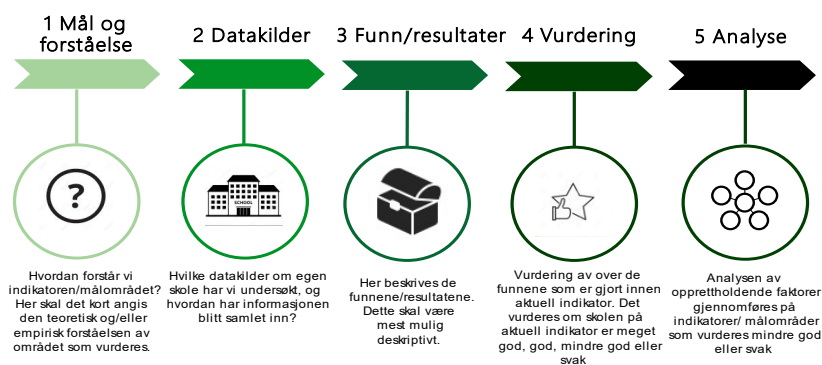 1 Mål og
forståelse
2 Datakilder
3 Funn/resultater
4 Vurdering
5 Analyse
?
SCHOOL
Hvordan forstår vi
indikatoren/målområdet?
Her skal det kort angis
den teoretisk og/eller
empirisk forståelsen av
området som vurderes.
Hvilke datakilder om egen
skole har vi undersøkt, og
hvordan har informasjonen
blitt samlet inn?
Her beskrives de
funnene/resultatene.
Dette skal være
mest mulig
deskriptivt.
Vurdering av over de
funnene som er gjort innen
aktuell indikator. Det
vurderes om skolen på
aktuell indikator er meget
god, god, mindre god eller
svak
Analysen av
opprettholdende faktorer
gjennomføres på
indikatorer/ målområder
som vurderes mindre god
eller svak